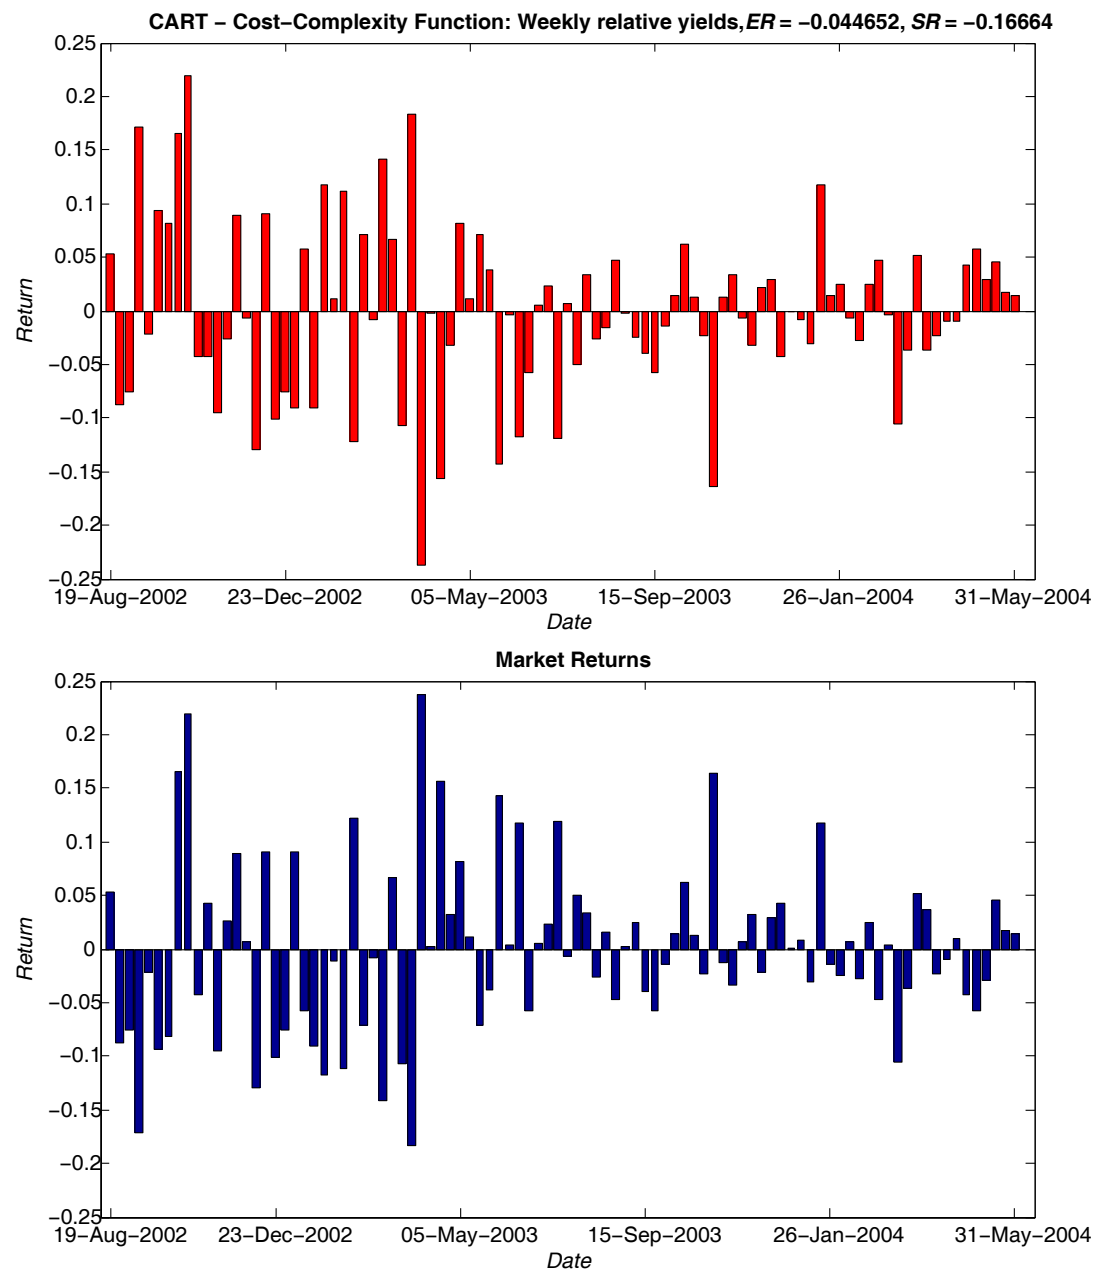 CART − Cost−Complexity Function: Weekly relative yields,ER = −0.044652, SR = −0.16664
0.25
0.2
0.15
0.1
0.05
0
−0.05
−0.1
−0.15
−0.2
−0.25
Return
19−Aug−2002 23−Dec−2002 05−May−2003 15−Sep−2003 26−Jan−2004 31−May−2004
Date
Market Returns
0.25
0.2
0.15
0.1
0.05
0
−0.05
−0.1
−0.15
−0.2
−0.25
Return
19−Aug−2002 23−Dec−2002 05−May−2003 15−Sep−2003 26−Jan−2004 31−May−2004
Date